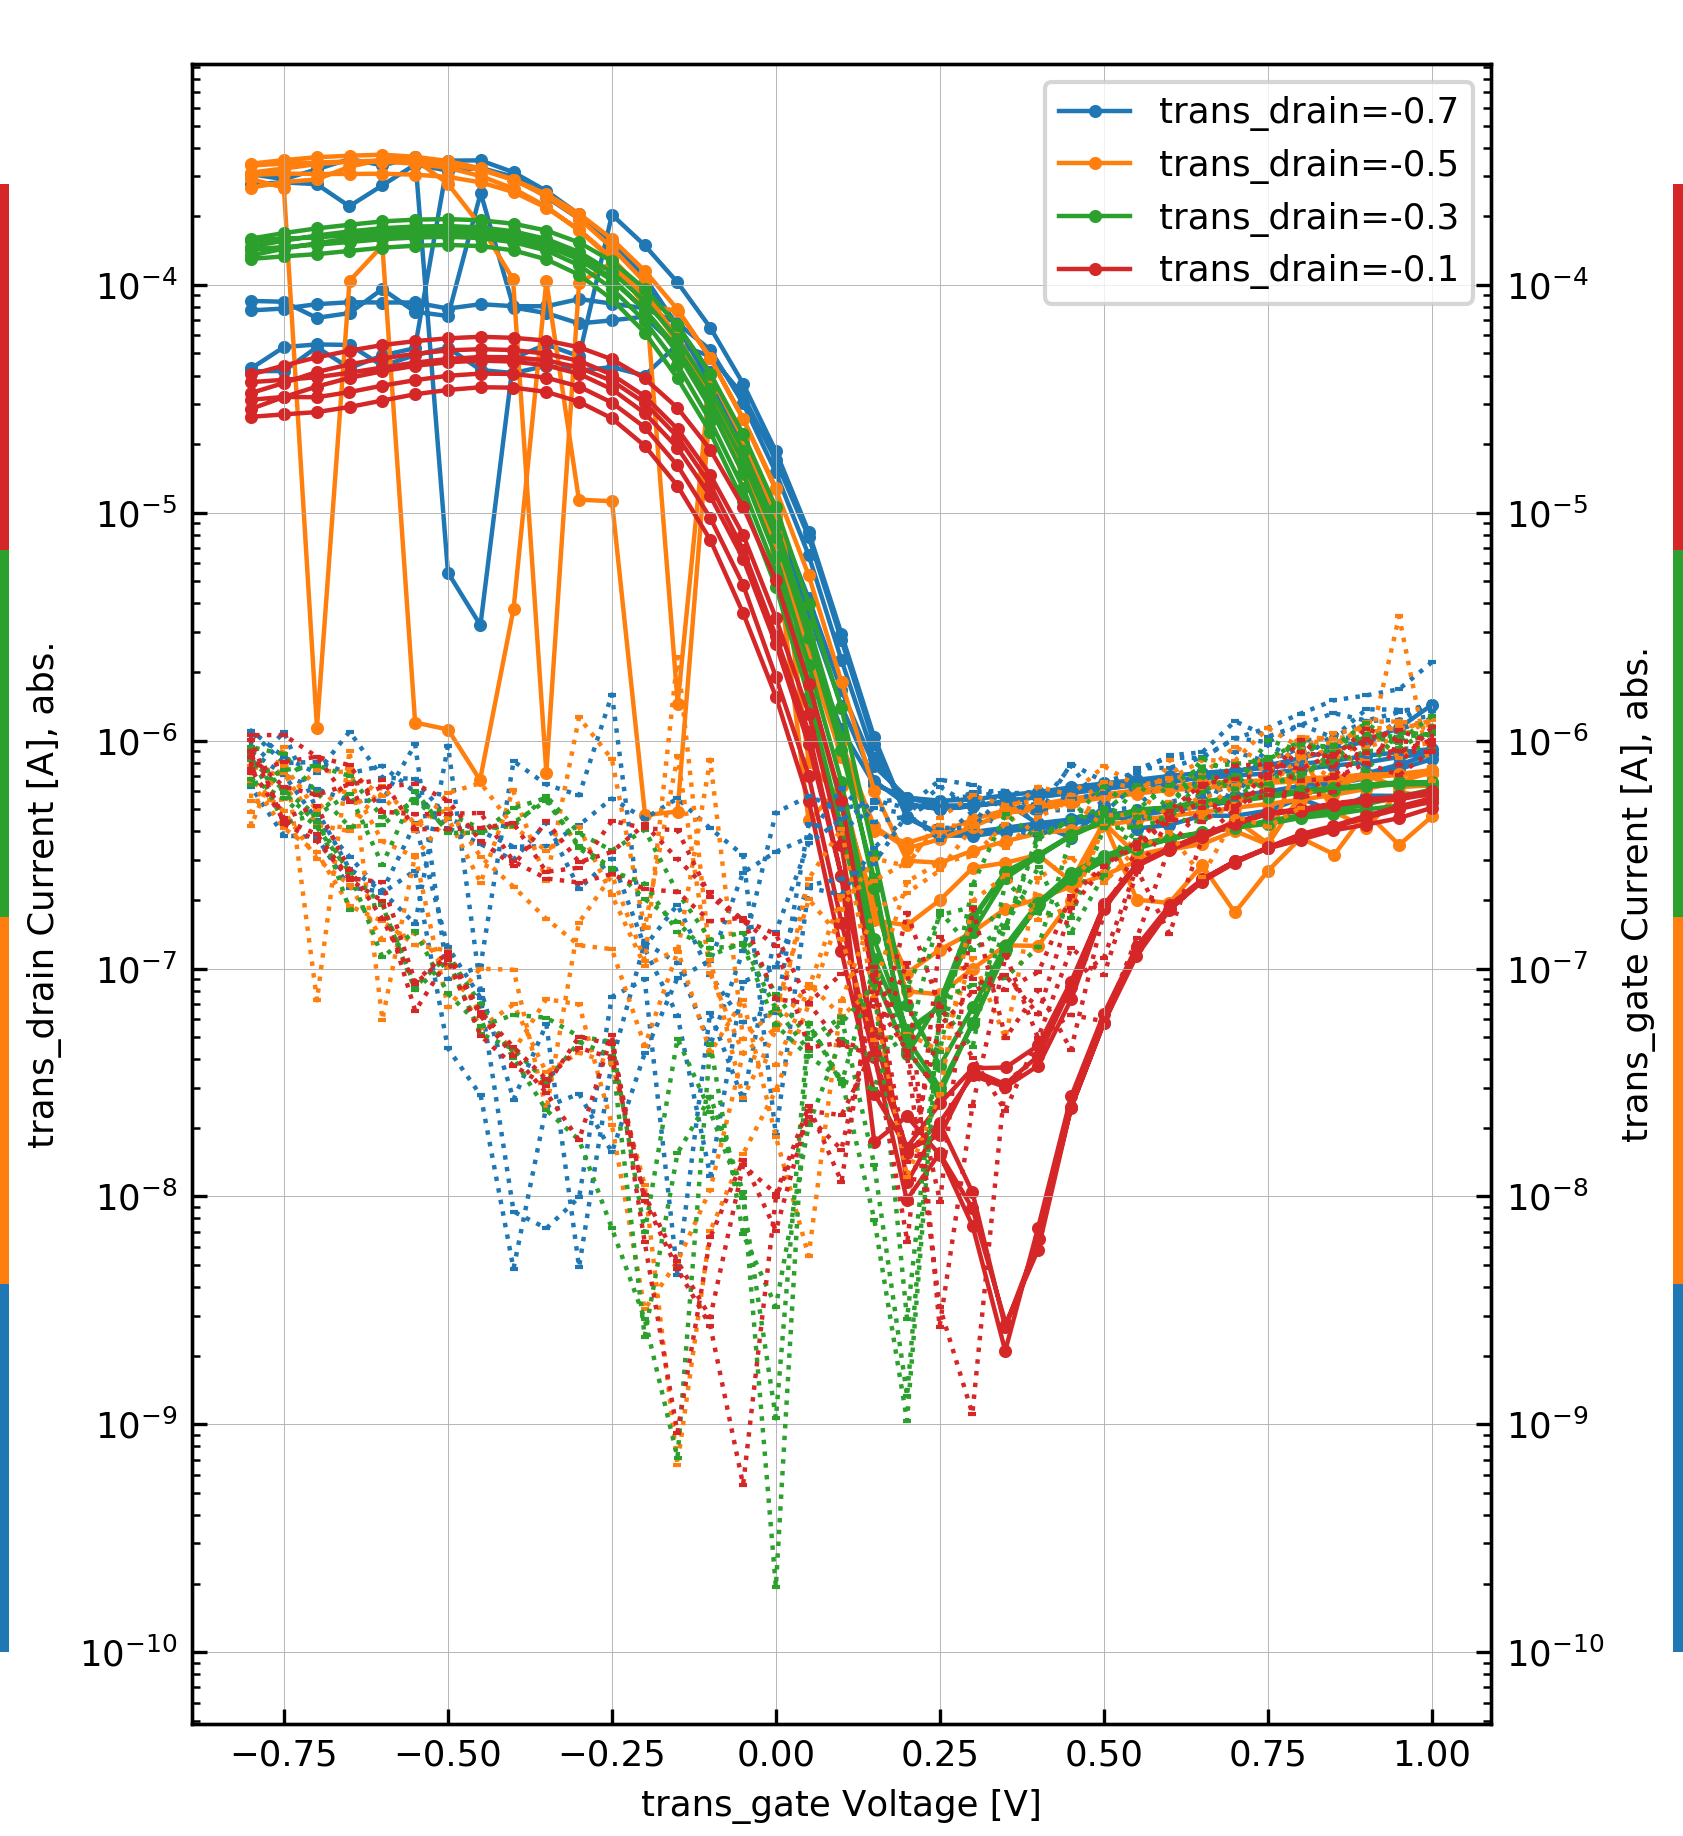 trans_drain=-0.7
trans_drain=-0.5
trans_drain=-0.3
trans_drain=-0.1
10⁻⁴
10⁻⁵
10⁻⁶
10⁻⁷
10⁻⁸
10⁻⁹
10⁻¹⁰
trans_drain Current [A], abs.
10⁻⁴
10⁻⁵
10⁻⁶
10⁻⁷
10⁻⁸
10⁻⁹
10⁻¹⁰
trans_gate Current [A], abs.
−0.75 −0.50 −0.25 0.00 0.25 0.50 0.75 1.00
trans_gate Voltage [V]